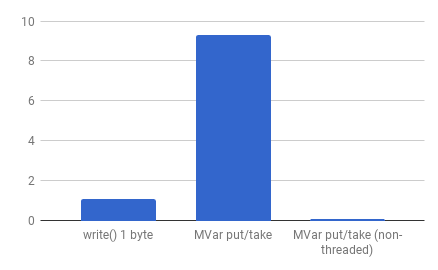 10
8
6
4
2
0
write() 1 byte
MVar put/take
MVar put/take (non-
threaded)